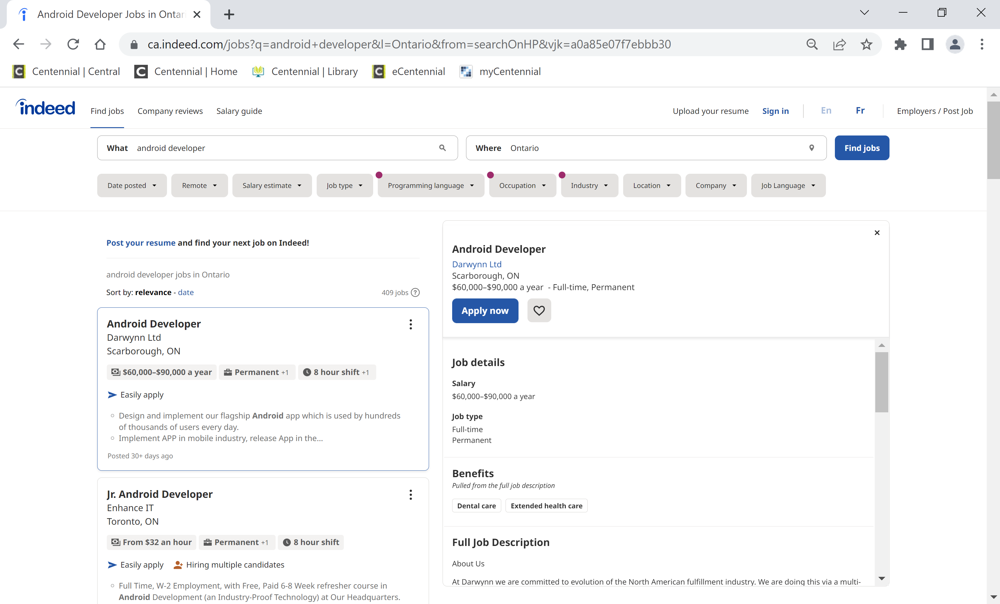 Android Developer Jobs in Ontari
ca.indeed.com/jobs?q=android+developer&l=Ontario&from=searchOnHP&vjk=a0a85e07f7ebbb30
Centennial | Central
Centennial | Home
Centennial | Library
eCentennial
myCentennial
indeed
Find jobs
Company reviews
Salary guide
Upload your resume
Sign in
En
Fr
Employers / Post Job
What android developer
Where Ontario
Find jobs
Date posted
Remote
Salary estimate
Job type
Programming language
Occupation
Industry
Location
Company
Job Language
Post your resume and find your next job on Indeed!
android developer jobs in Ontario
Sort by: relevance - date
409 jobs
Android Developer
Darwynn Ltd
Scarborough, ON
$60,000–$90,000 a year
Permanent +1
8 hour shift +1
Easily apply
Design and implement our flagship Android app which is used by hundreds
of thousands of users every day.
Implement APP in mobile industry, release App in the...
Posted 30+ days ago
Jr. Android Developer
Enhance IT
Toronto, ON
From $32 an hour
Permanent +1
8 hour shift
Easily apply
Hiring multiple candidates
Full Time, W-2 Employment, with Free, Paid 6-8 Week refresher course in
Android Development (an Industry-Proof Technology) at Our Headquarters.
Android Developer
Darwynn Ltd
Scarborough, ON
$60,000–$90,000 a year - Full-time, Permanent
Apply now
Job details
Salary
$60,000–$90,000 a year
Job type
Full-time
Permanent
Benefits
Pulled from the full job description
Dental care
Extended health care
Full Job Description
About Us
At Darwynn we are committed to evolution of the North American fulfillment industry. We are doing this via a multi-